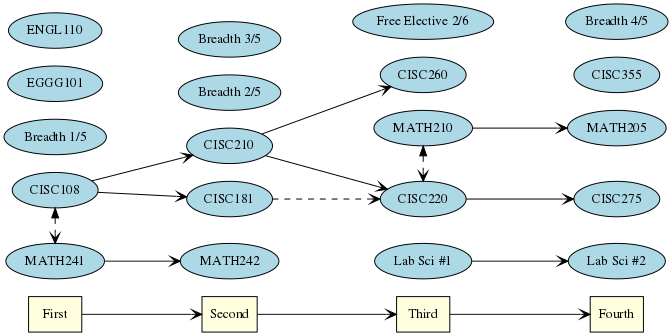 ENGL110
EGGG101
Breadth 1/5
CISC108
MATH241
First
Breadth 3/5
Breadth 2/5
CISC210
CISC181
MATH242
Second
Free Elective 2/6
CISC260
MATH210
CISC220
Lab Sci #1
Third
Breadth 4/5
CISC355
MATH205
CISC275
Lab Sci #2
Fourth